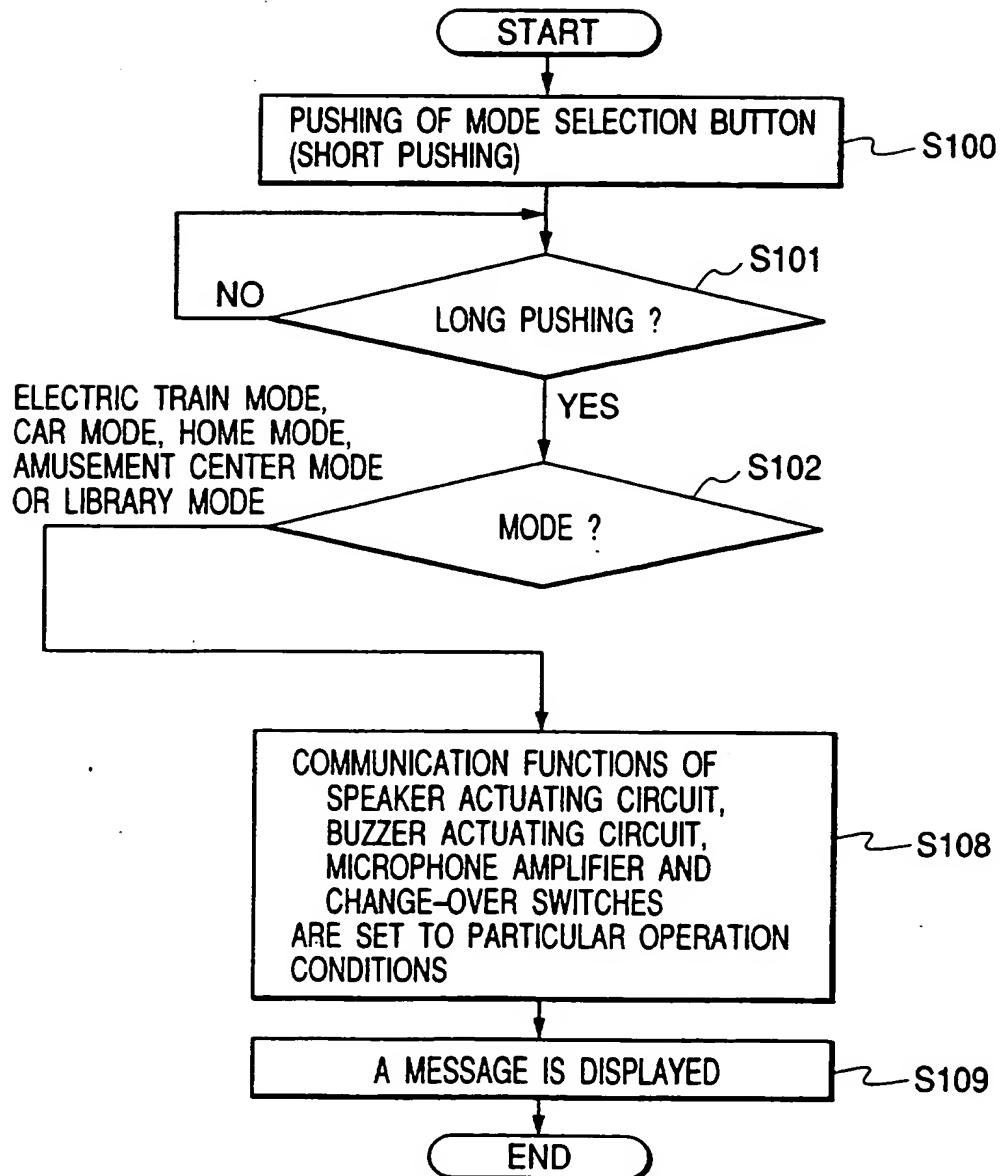 START
PUSHING OF MODE SELECTION BUTTON
(SHORT PUSHING)
S100
S101
NO
LONG PUSHING ?
YES
ELECTRIC TRAIN MODE,
CAR MODE, HOME MODE,
AMUSEMENT CENTER MODE
OR LIBRARY MODE
S102
MODE ?
COMMUNICATION FUNCTIONS OF
SPEAKER ACTUATING CIRCUIT,
BUZZER ACTUATING CIRCUIT,
MICROPHONE AMPLIFIER AND
CHANGE-OVER SWITCHES
ARE SET TO PARTICULAR OPERATION
CONDITIONS
S108
A MESSAGE IS DISPLAYED
S109
END